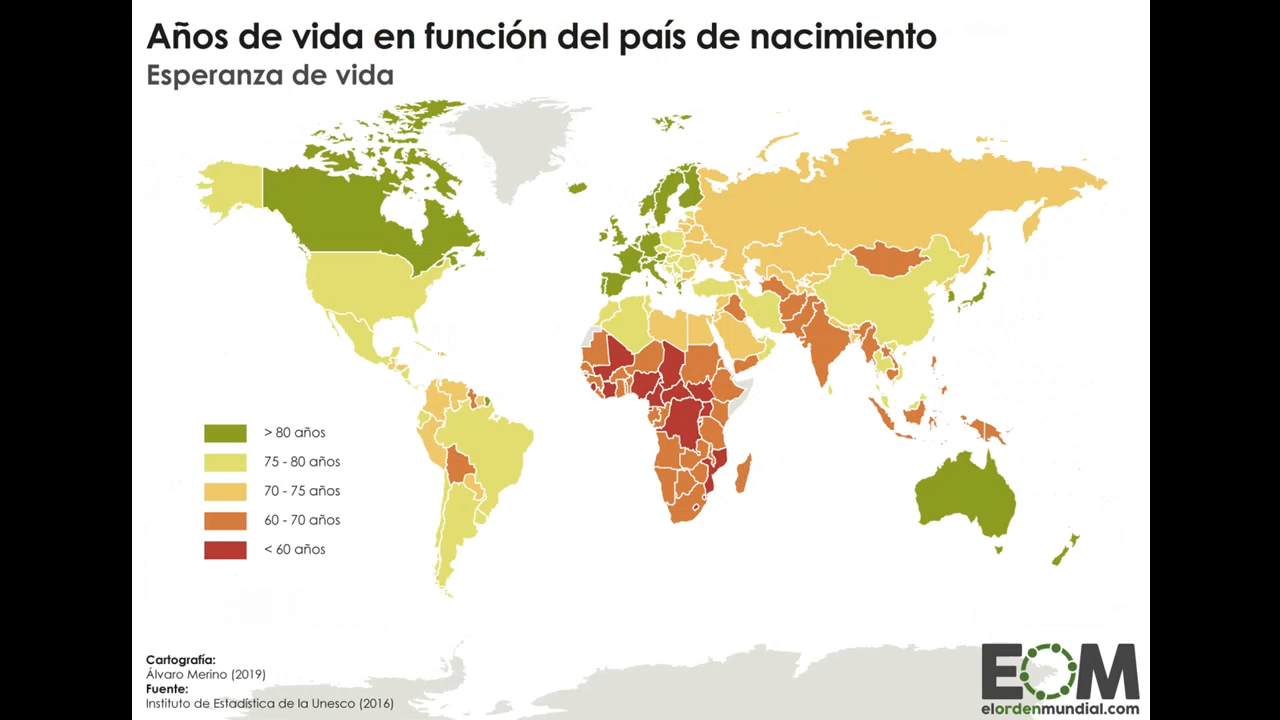 Años de vida en función del país de nacimiento
Esperanza de vida
> 80 años
75 - 80 años
70 - 75 años
60 - 70 años
< 60 años
Cartografía:
Álvaro Merino (2019)
Fuente:
Instituto de Estadística de la Unesco (2016)
EOM
elordenmundial.com